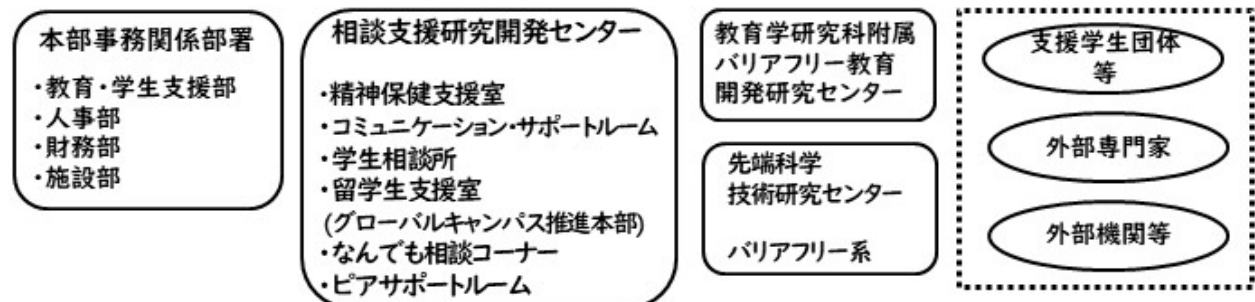 本部事務関係部署
・教育・学生支援部
・人事部
・財務部
・施設部
相談支援研究開発センター
・精神保健支援室
・コミュニケーション・サポートルーム
・学生相談所
・留学生支援室
(グローバルキャンパス推進本部)
・なんでも相談コーナー
・ピアサポートルーム
教育学研究科附属
バリアフリー教育
開発研究センター
先端科学
技術研究センター
バリアフリー系
支援学生団体
等
外部専門家
外部機関等